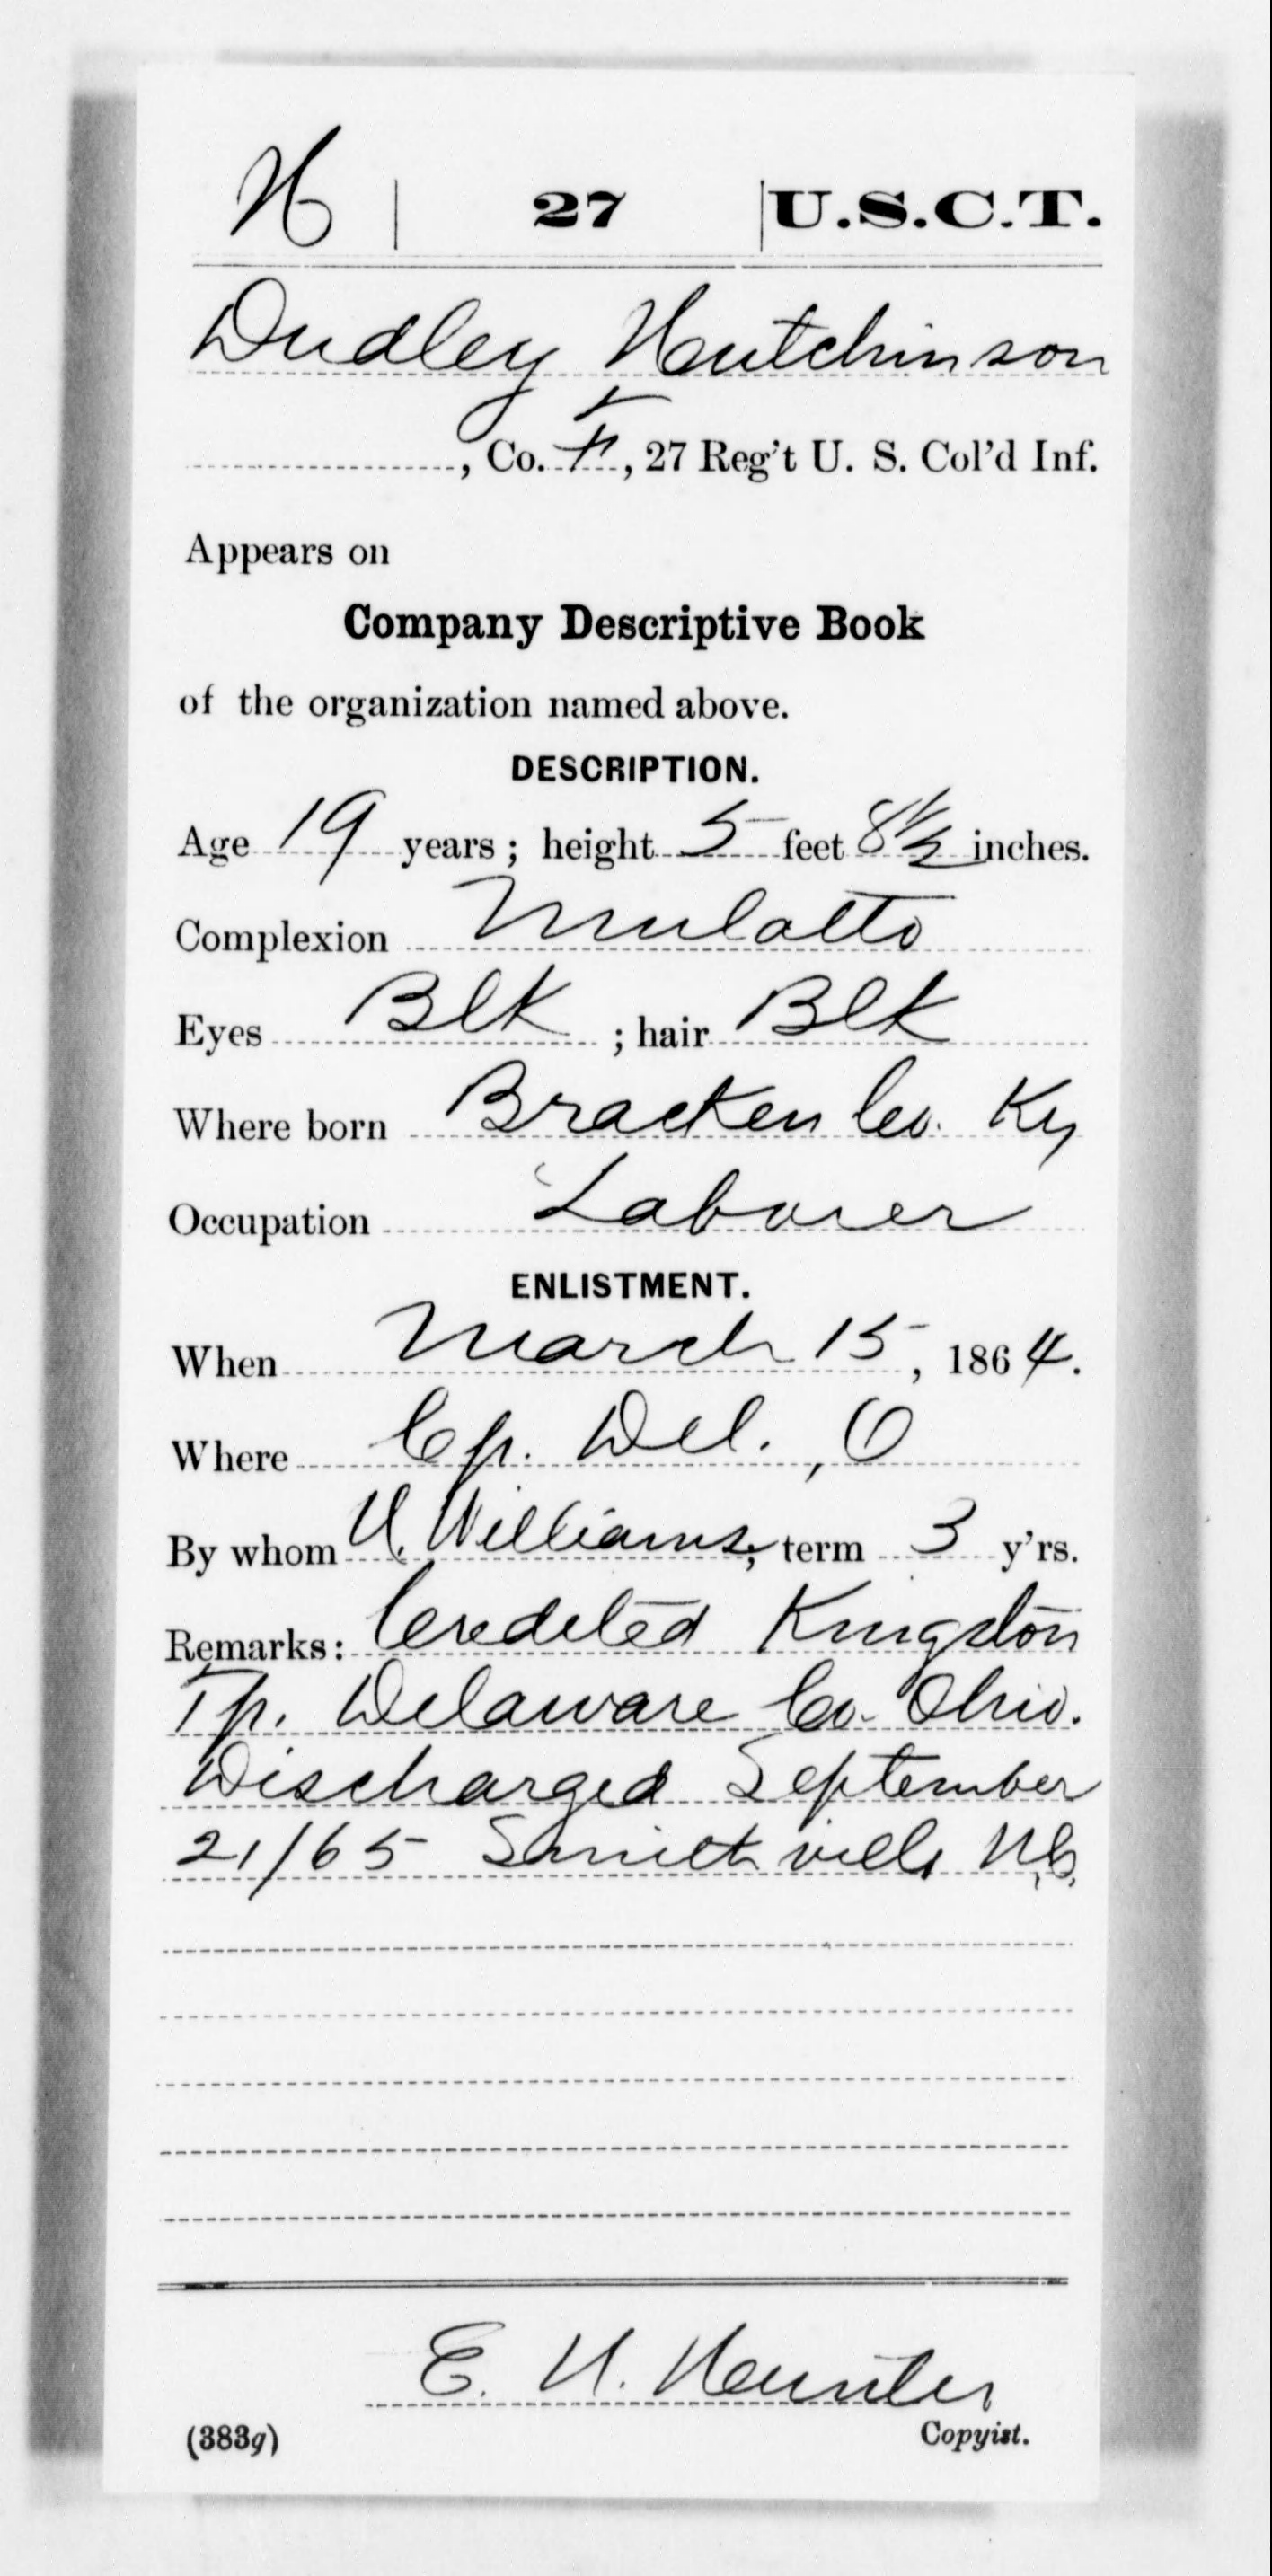 H | 27 | U.S.C.T.
Dudley Hutchinson
, Co. F, 27 Reg't U. S. Col'd Inf.
Appears on
Company Descriptive Book
of the organization named above.
DESCRIPTION.
Age 19 years; height 5 feet 8 1/2 inches.
Complexion Mulatto
Eyes Blk ; hair Blk
Where born Bracken Co. Ky
Occupation Laborer
ENLISTMENT.
When March 15, 1864.
Where Cp. Del., O
By whom Williams; term 3 y'rs.
Remarks: Credited Kingston
Tp. Delaware Co. Ohio.
Discharged September
21/65 Smithville N.C.
E. Hunter
(383g) Copyist.